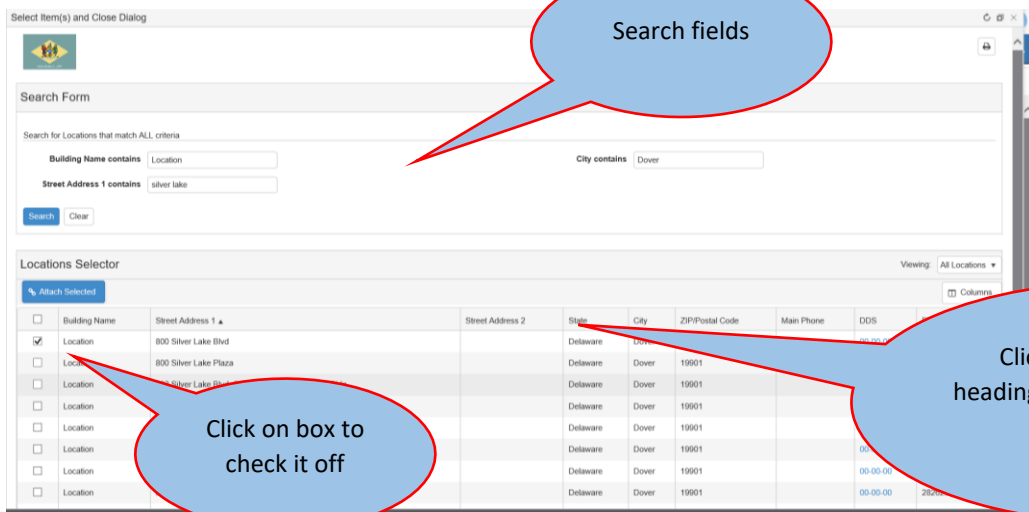 Select Item(s) and Close Dialog
Search fields
Search Form
Search for Locations that match ALL criteria
Building Name contains Location City contains Dover
Street Address 1 contains silver lake
Search Clear
Locations Selector Viewing: All Locations
Attach Selected Columns
Building Name Street Address 1 Street Address 2 State City ZIP/Postal Code Main Phone DDS
Location 800 Silver Lake Blvd Delaware Dover 00-00-00
Location 800 Silver Lake Plaza Delaware Dover 19901
Location Delaware Dover 19901
Location Delaware Dover 19901
Location Delaware Dover 19901
Location Delaware Dover 19901
Location Delaware Dover 19901 00-00-00
Location Delaware Dover 19901 00-00-00
Click on box to
check it off